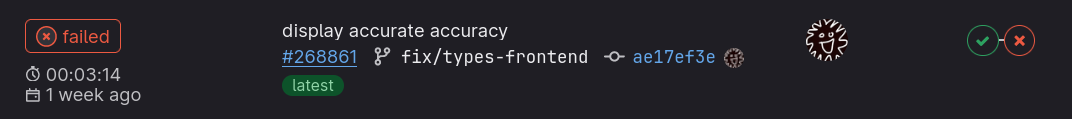 failed
00:03:14
1 week ago
display accurate accuracy
#268861 fix/types-frontend ae17ef3e
latest